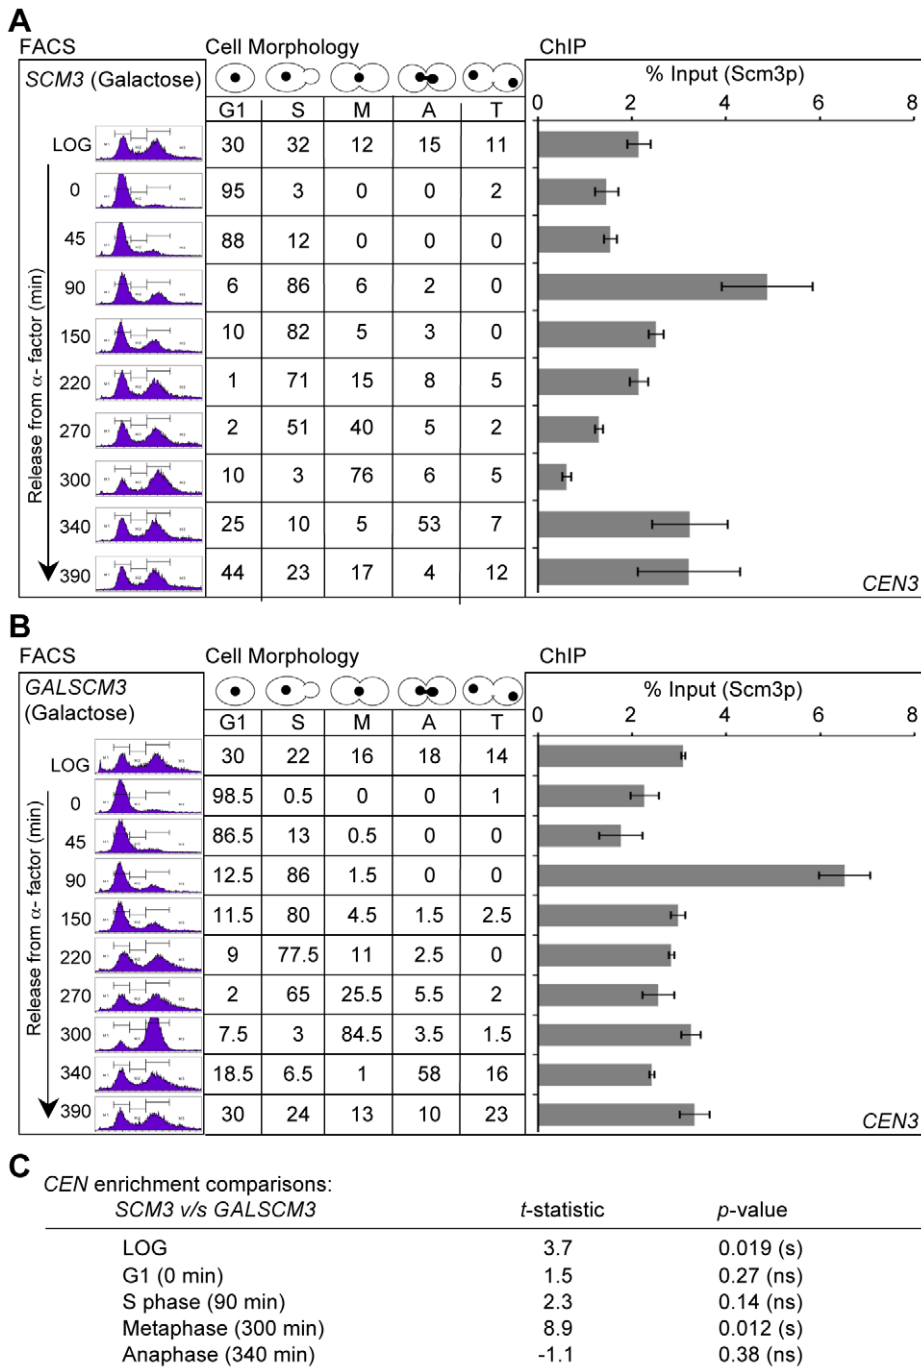 A
FACS Cell Morphology ChIP
SCM3 (Galactose) % Input (Scm3p)
0 2 4 6 8
G1 S M A T
LOG 30 32 12 15 11
0 95 3 0 0 2
45 88 12 0 0 0
90 6 86 6 2 0
150 10 82 5 3 0
220 1 71 15 8 5
270 2 51 40 5 2
300 10 3 76 6 5
340 25 10 5 53 7
390 44 23 17 4 12
Release from α- factor (min)
CEN3
B
FACS Cell Morphology ChIP
GALSCM3 % Input (Scm3p)
(Galactose)
0 2 4 6 8
G1 S M A T
LOG 30 22 16 18 14
0 98.5 0.5 0 0 1
45 86.5 13 0.5 0 0
90 12.5 86 1.5 0 0
150 11.5 80 4.5 1.5 2.5
220 9 77.5 11 2.5 0
270 2 65 25.5 5.5 2
300 7.5 3 84.5 3.5 1.5
340 18.5 6.5 1 58 16
390 30 24 13 10 23
Release from α- factor (min)
CEN3
C
CEN enrichment comparisons:
SCM3 v/s GALSCM3 t-statistic p-value
LOG 3.7 0.019 (s)
G1 (0 min) 1.5 0.27 (ns)
S phase (90 min) 2.3 0.14 (ns)
Metaphase (300 min) 8.9 0.012 (s)
Anaphase (340 min) -1.1 0.38 (ns)